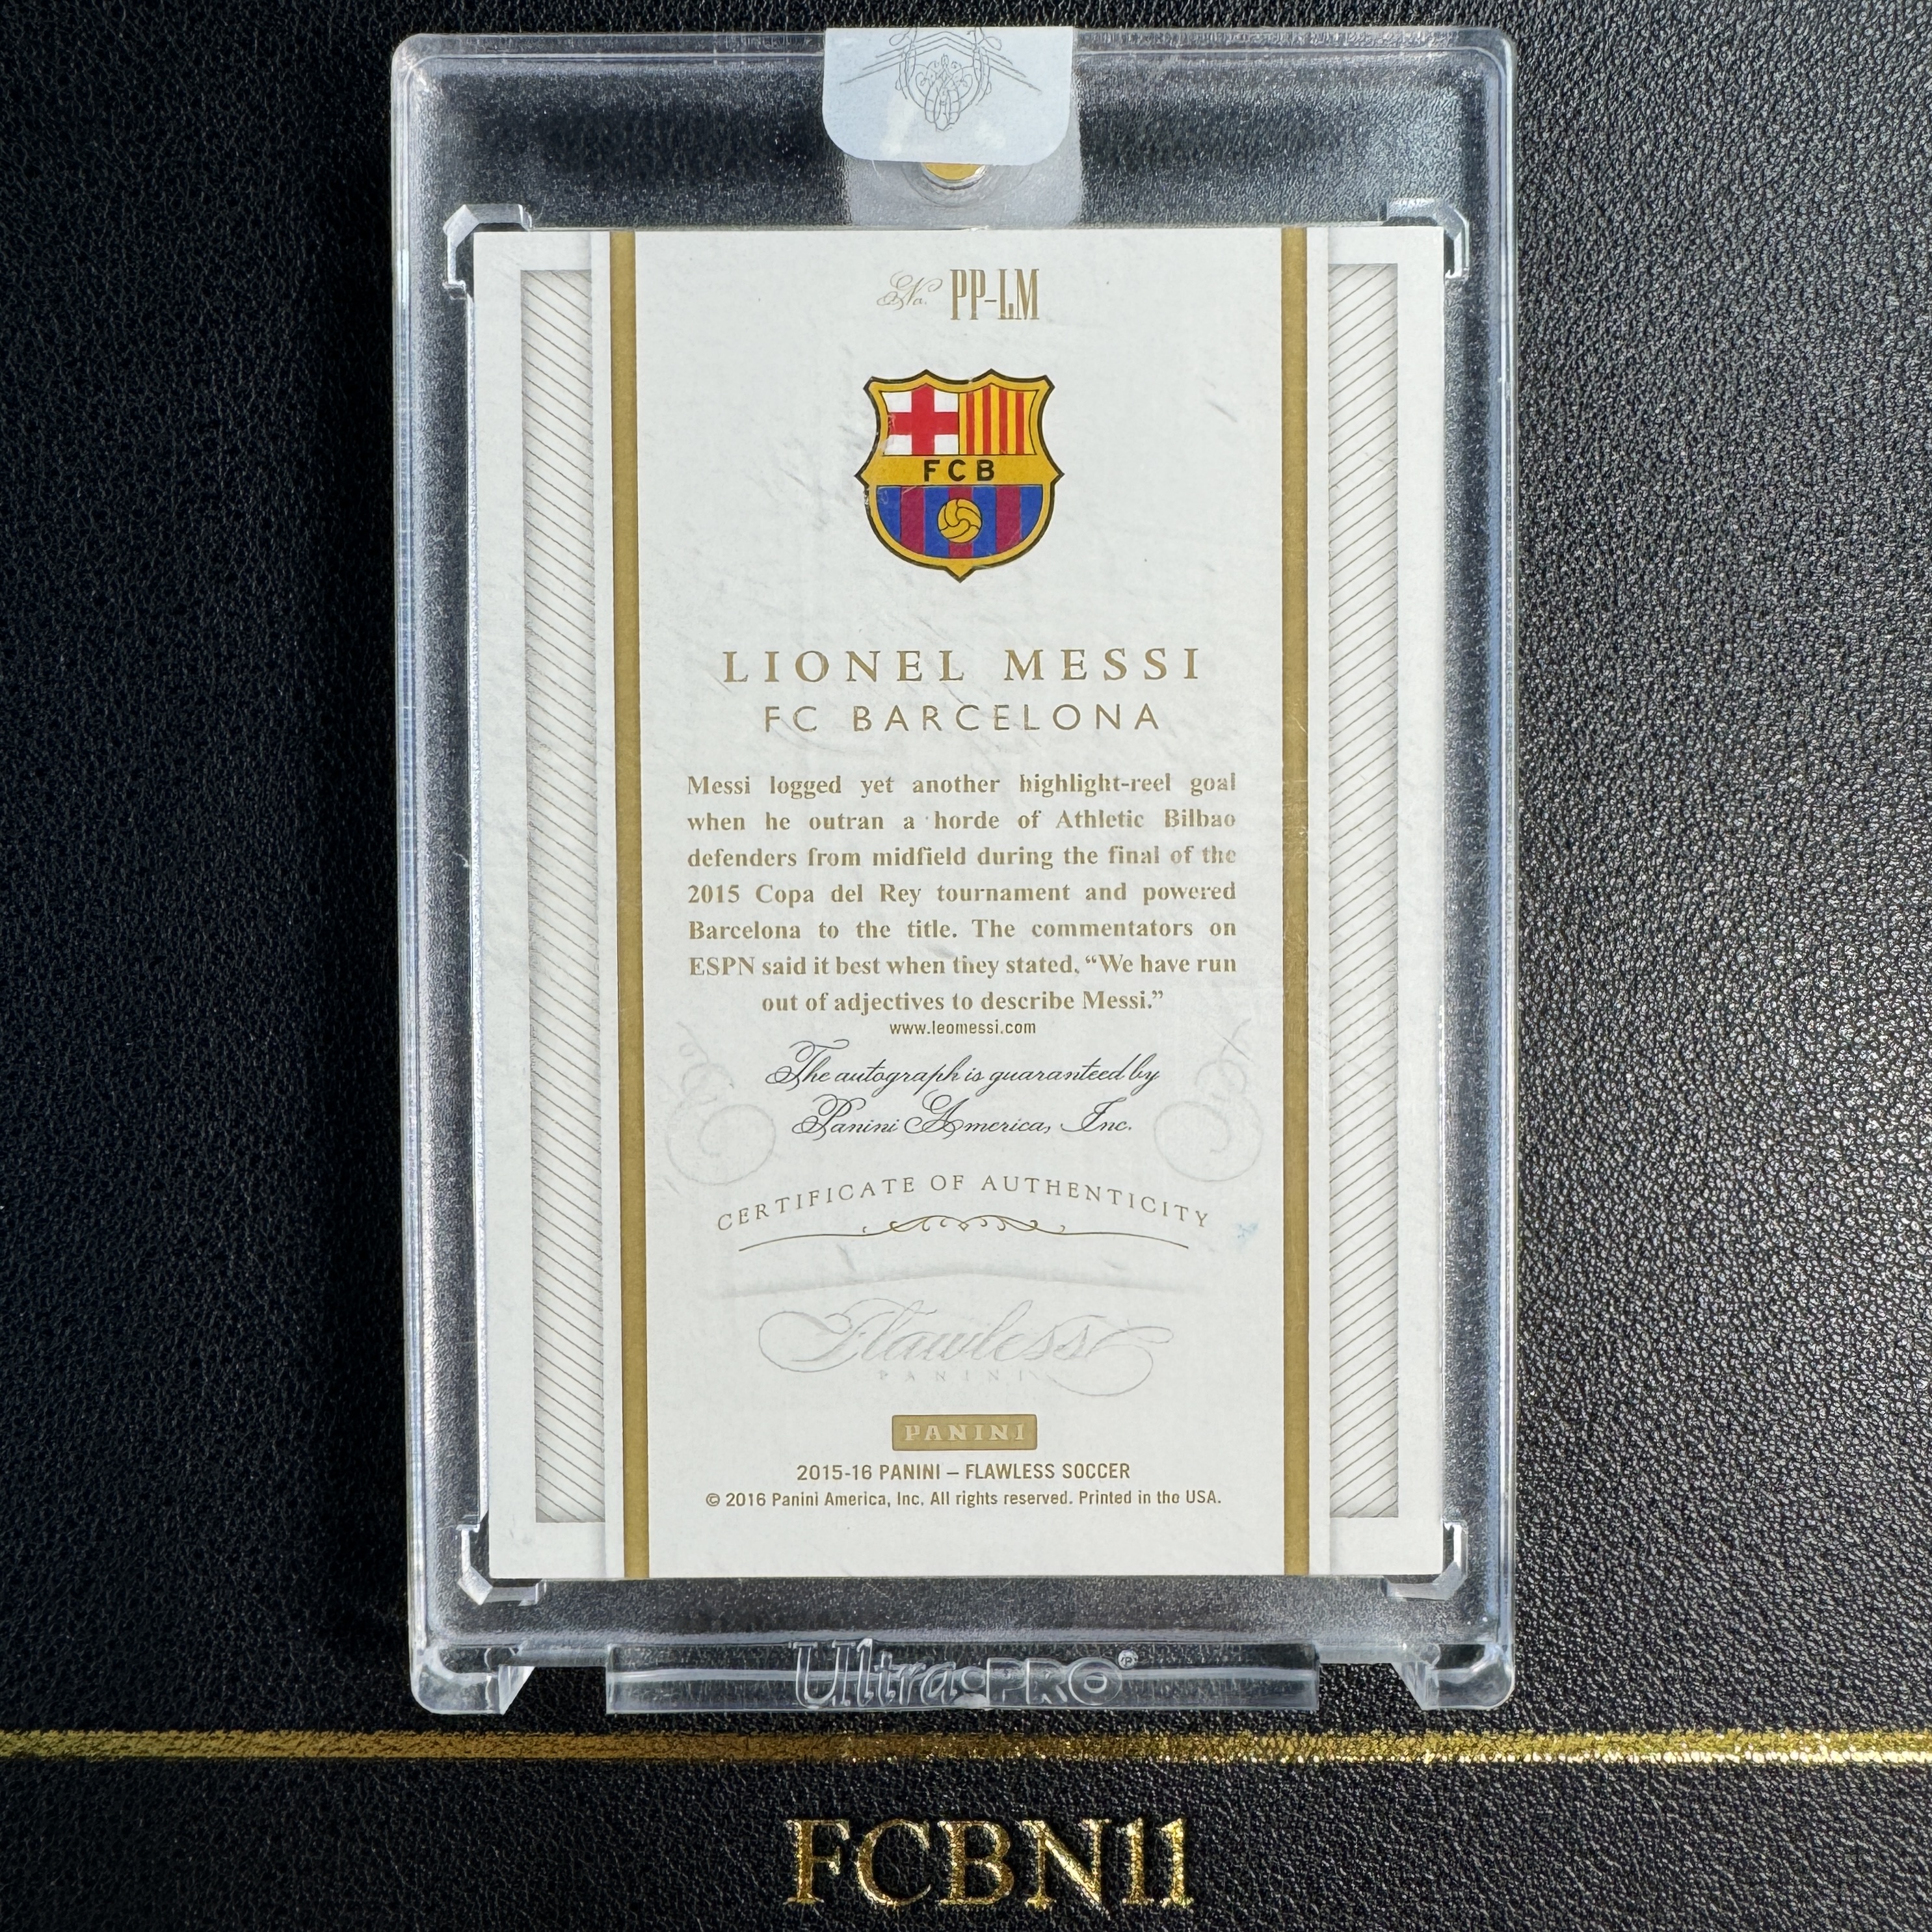 No. PP-LM
FCB
LIONEL MESSI
FC BARCELONA
Messi logged yet another highlight-reel goal
when he outran a horde of Athletic Bilbao
defenders from midfield during the final of the
2015 Copa del Rey tournament and powered
Barcelona to the title. The commentators on
ESPN said it best when they stated, “We have run
out of adjectives to describe Messi.”
www.leomessi.com
The autograph is guaranteed by
Panini America, Inc.
CERTIFICATE OF AUTHENTICITY
Flawless
PANINI
PANINI
2015-16 PANINI – FLAWLESS SOCCER
© 2016 Panini America, Inc. All rights reserved. Printed in the USA.
Ultra•PRO®
FCBN11